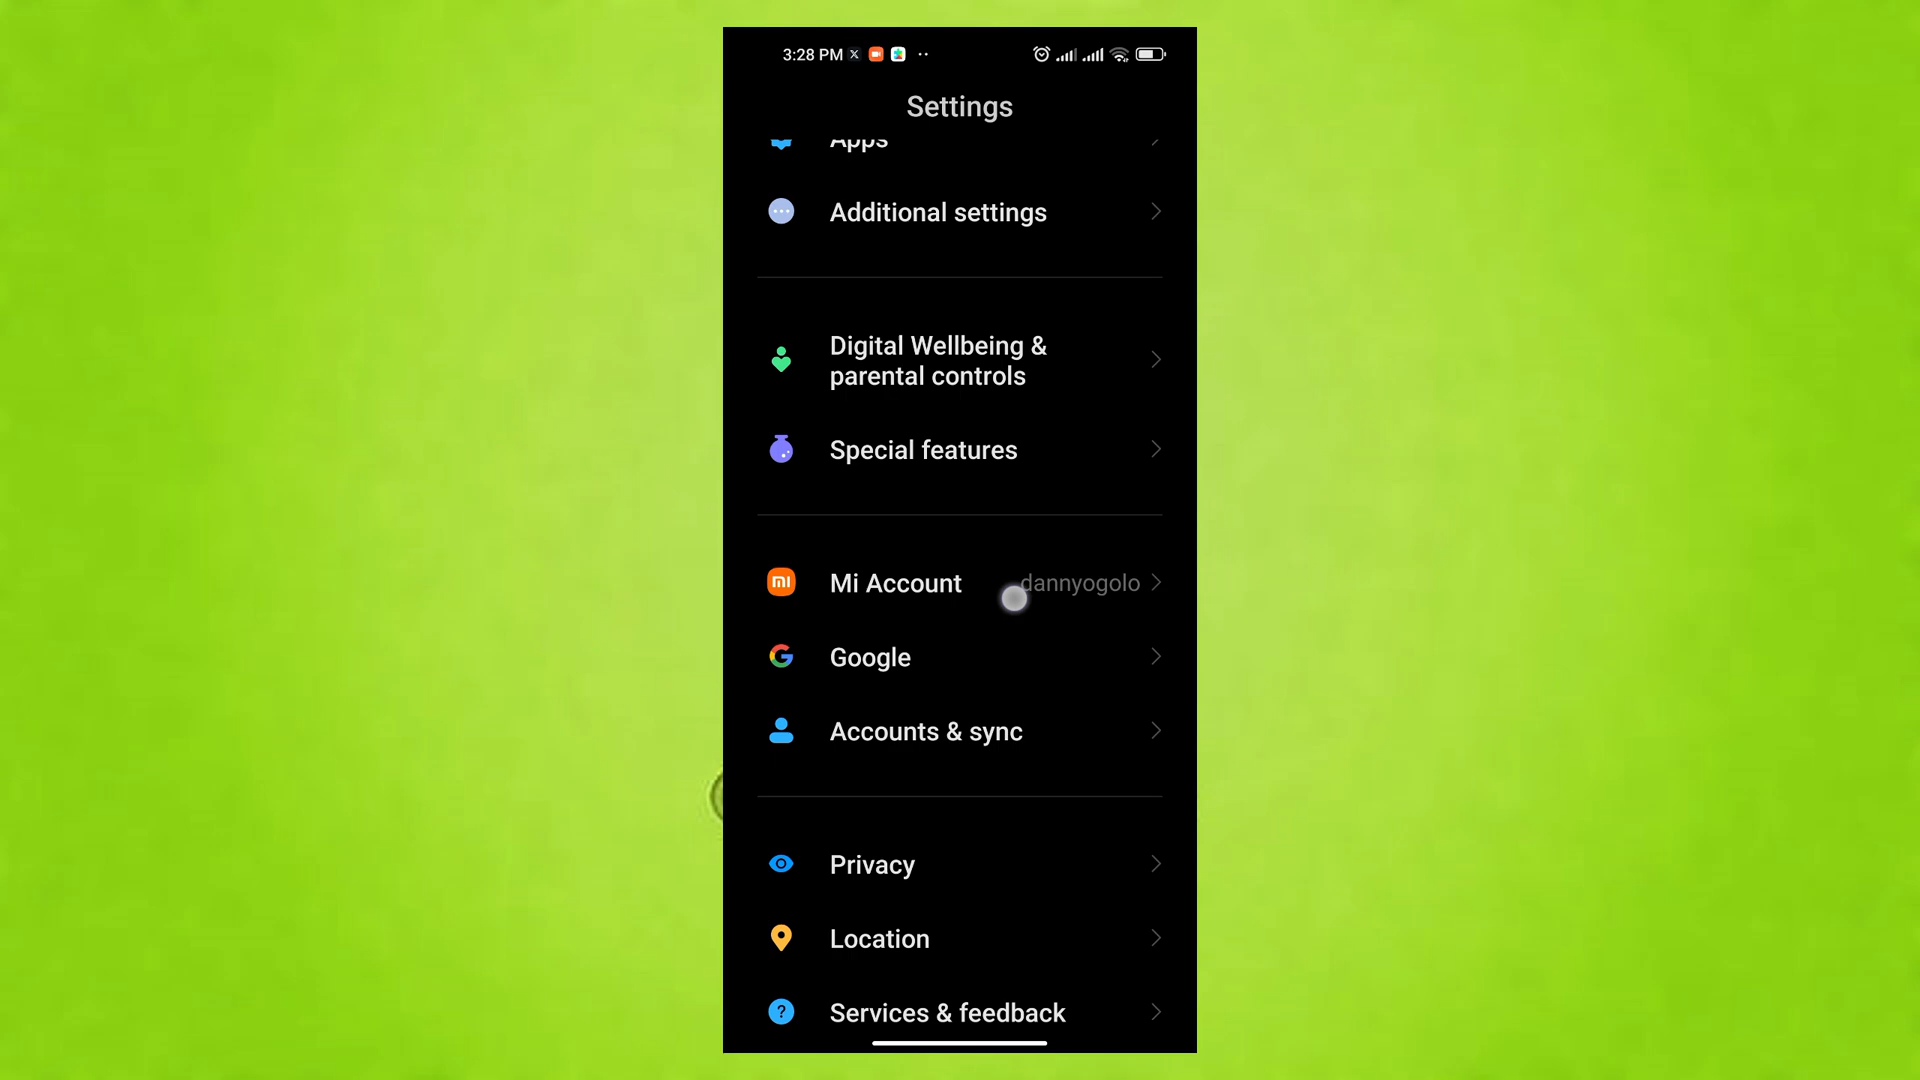 3:28 PM
Settings
Apps
Additional settings
Digital Wellbeing &
parental controls
Special features
Mi Account dannyogolo
Google
Accounts & sync
Privacy
Location
Services & feedback